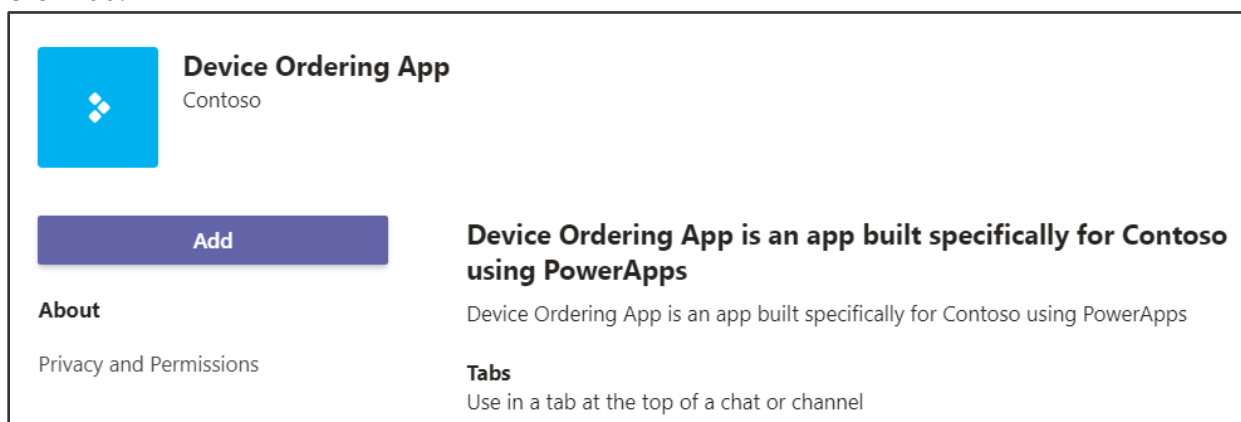 Device Ordering App
Contoso
Add
Device Ordering App is an app built specifically for Contoso
using PowerApps
About
Device Ordering App is an app built specifically for Contoso using PowerApps
Privacy and Permissions
Tabs
Use in a tab at the top of a chat or channel